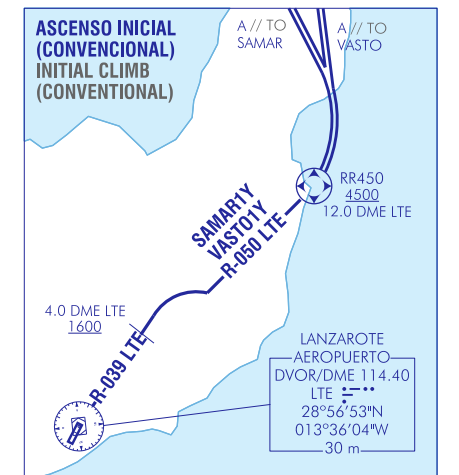 ASCENSO INICIAL
(CONVENCIONAL)
INITIAL CLIMB
(CONVENTIONAL)
A // TO
SAMAR
A // TO
VASTO
RR450
4500
12.0 DME LTE
SAMAR1Y
VASTO1Y
R-050 LTE
4.0 DME LTE
1600
R-039 LTE
LANZAROTE
AEROPUERTO
DVOR/DME 114.40
LTE
28°56'53"N
013°36'04"W
30 m